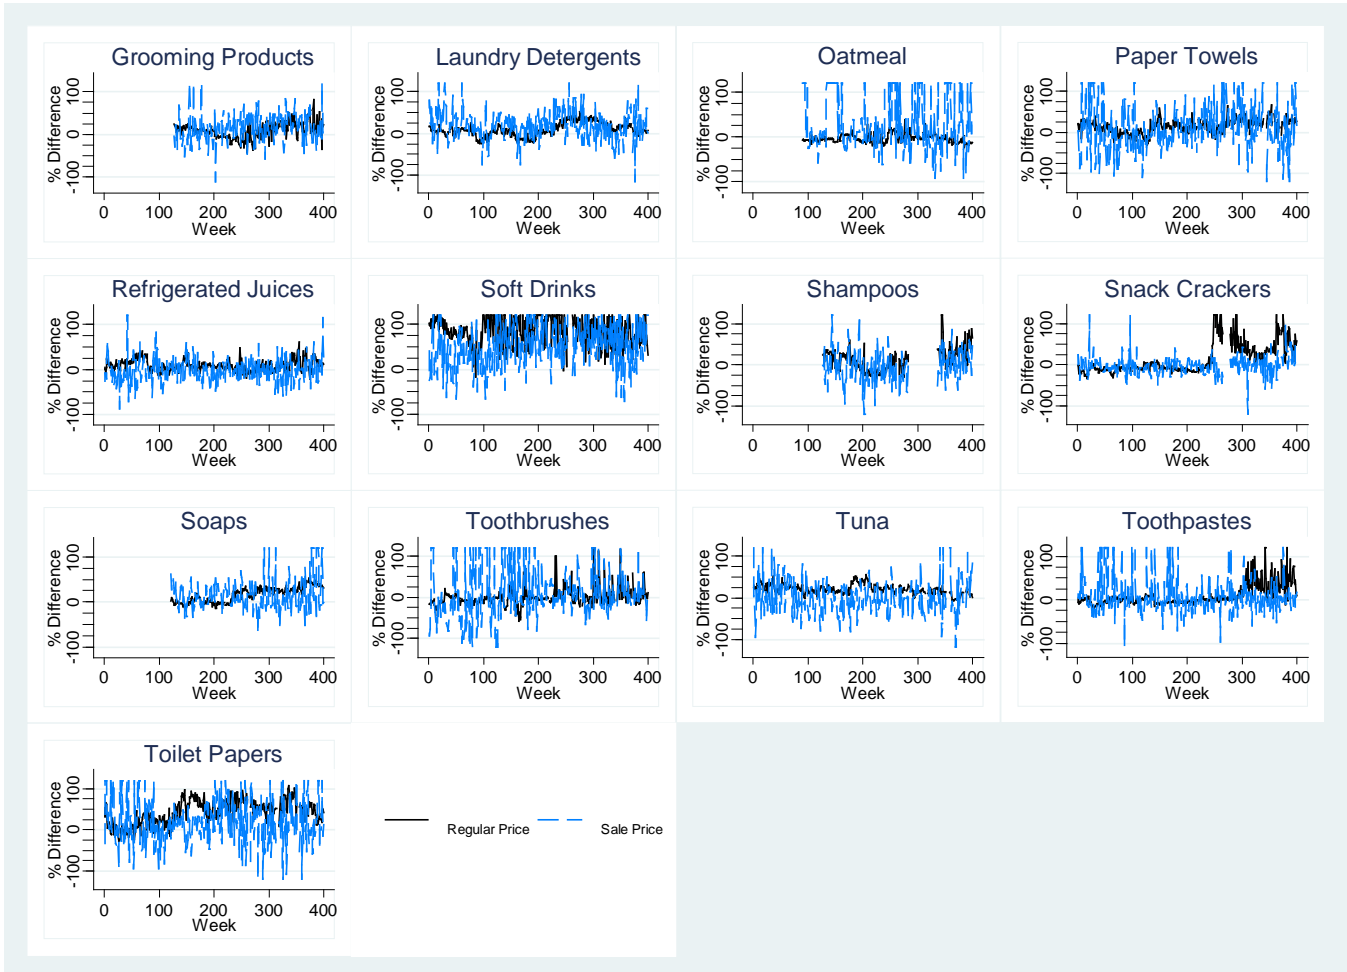 Grooming Products
% Difference
-100 0 100
0 100 200 300 400
Week
Laundry Detergents
% Difference
-100 0 100
0 100 200 300 400
Week
Oatmeal
% Difference
-100 0 100
0 100 200 300 400
Week
Paper Towels
% Difference
-100 0 100
0 100 200 300 400
Week
Refrigerated Juices
% Difference
-100 0 100
0 100 200 300 400
Week
Soft Drinks
% Difference
-100 0 100
0 100 200 300 400
Week
Shampoos
% Difference
-100 0 100
0 100 200 300 400
Week
Snack Crackers
% Difference
-100 0 100
0 100 200 300 400
Week
Soaps
% Difference
-100 0 100
0 100 200 300 400
Week
Toothbrushes
% Difference
-100 0 100
0 100 200 300 400
Week
Tuna
% Difference
-100 0 100
0 100 200 300 400
Week
Toothpastes
% Difference
-100 0 100
0 100 200 300 400
Week
Toilet Papers
% Difference
-100 0 100
0 100 200 300 400
Week
Regular Price Sale Price